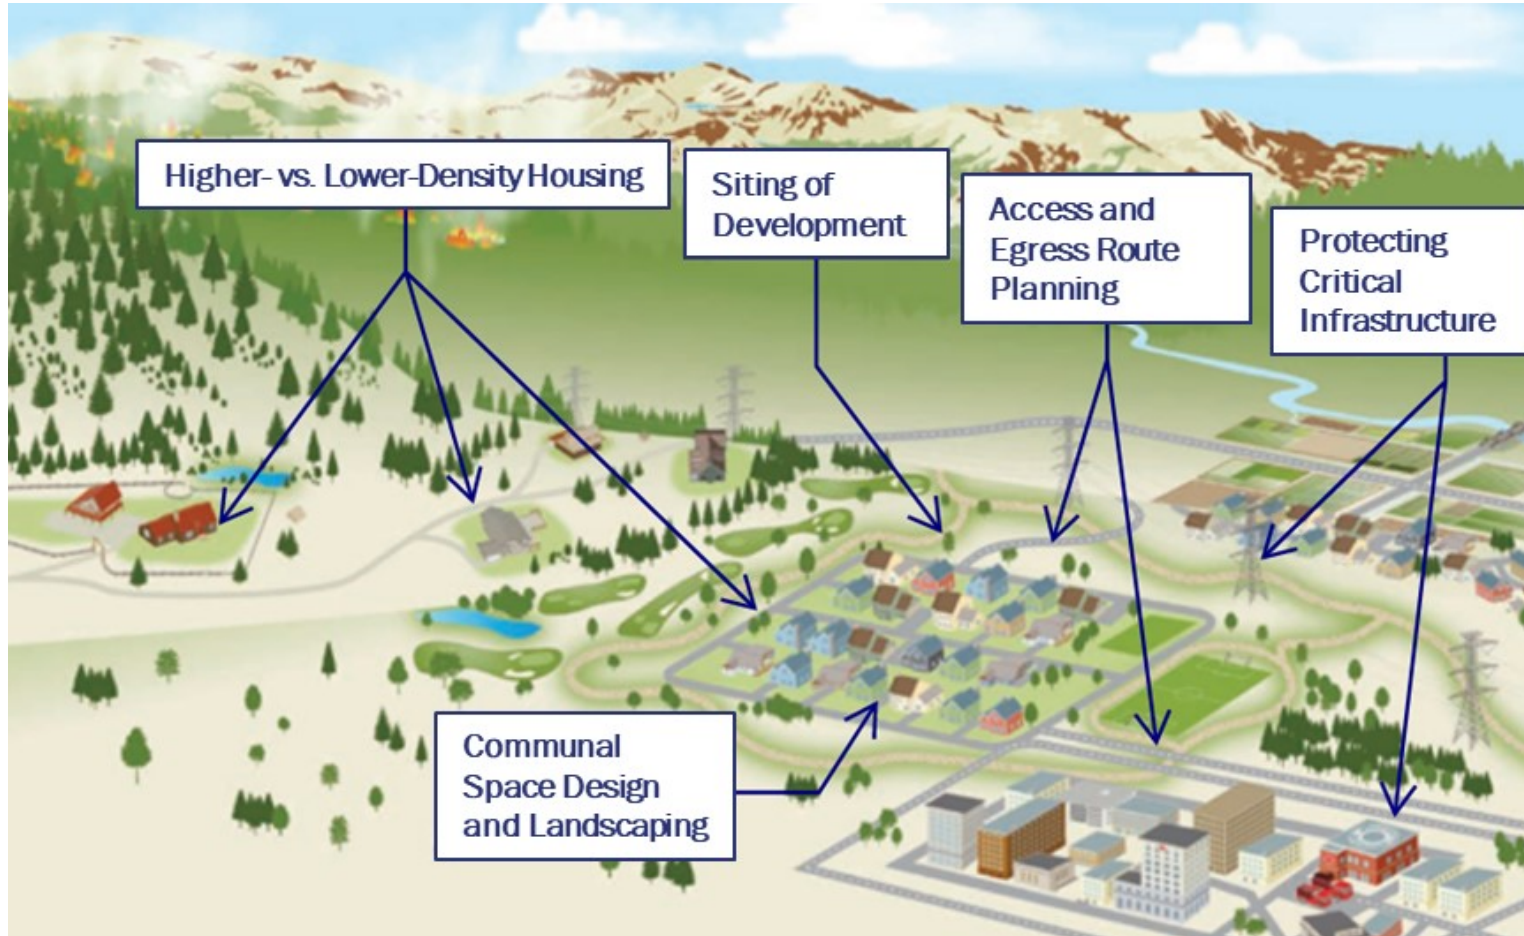 Higher- vs. Lower-Density Housing
Siting of
Development
Access and
Egress Route
Planning
Protecting
Critical
Infrastructure
Communal
Space Design
and Landscaping